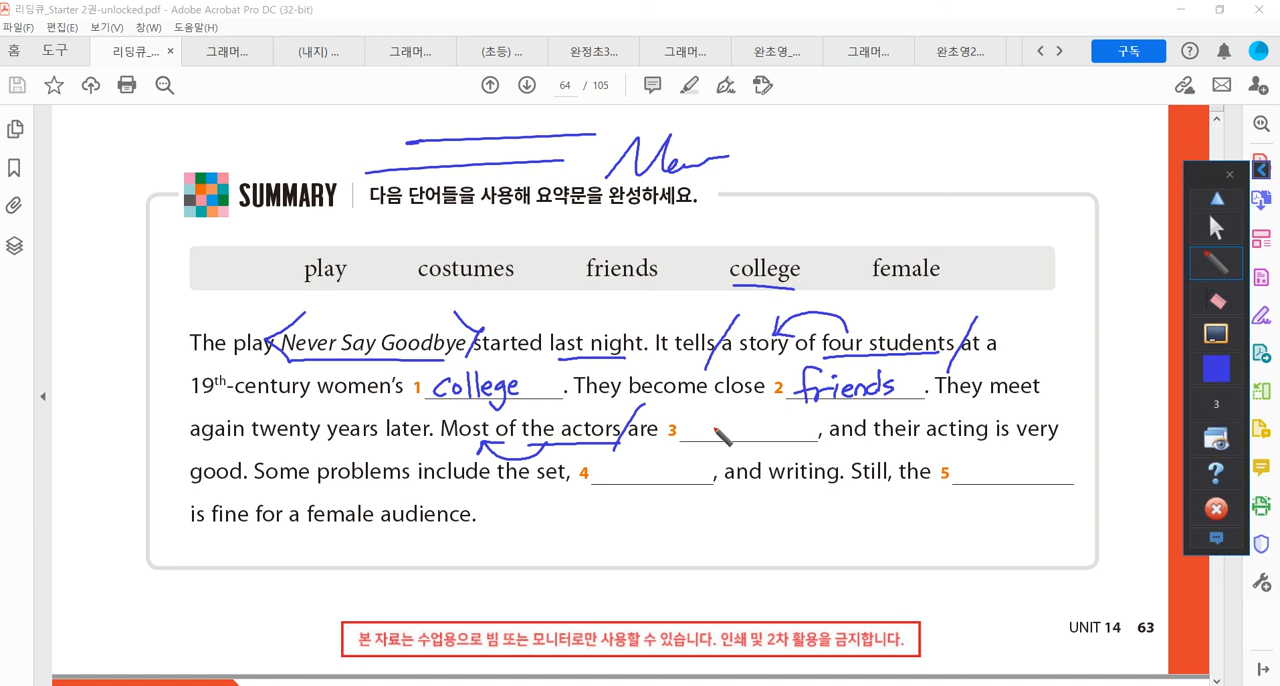 리딩큐_Starter 2권-unlocked.pdf - Adobe Acrobat Pro DC (32-bit)
파일(F) 편집(E) 보기(V) 창(W) 도움말(H)
홈 도구 리딩큐_... × 그래머... (내지) ... 그래머... (초등) ... 완정초3... 그래머... 완초영_... 그래머... 완초영2... 구독
64 / 105
SUMMARY 다음 단어들을 사용해 요약문을 완성하세요.
play costumes friends college female
The play Never Say Goodbye started last night. It tells a story of four students at a
19th-century women's 1 college . They become close 2 friends . They meet
again twenty years later. Most of the actors are 3 , and their acting is very
good. Some problems include the set, 4 , and writing. Still, the 5
is fine for a female audience.
본 자료는 수업용으로 빔 또는 모니터로만 사용할 수 있습니다. 인쇄 및 2차 활용을 금지합니다.
UNIT 14 63
3